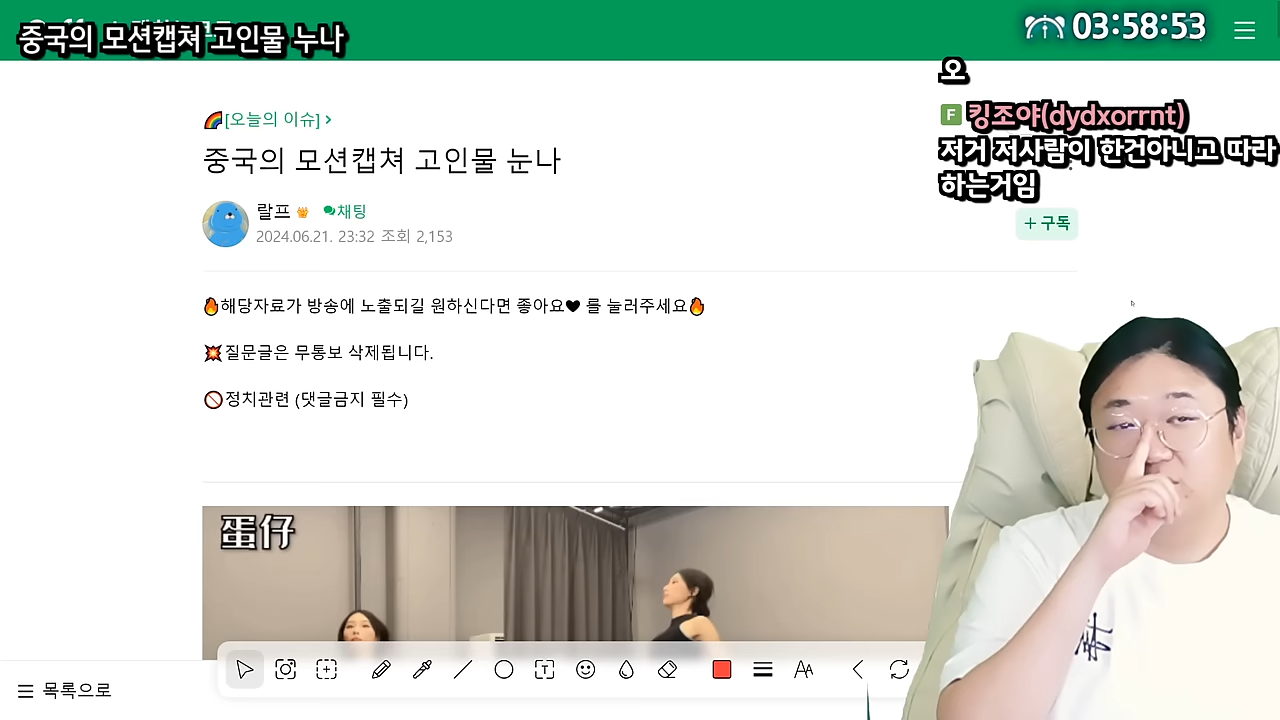 중국의 모션캡쳐 고인물 누나
03:58:53
오
F 킹조야(dydxorrnt)
저거 저사람이 한건아니고 따라
하는거임
[오늘의 이슈] >
중국의 모션캡쳐 고인물 눈나
랄프 채팅
2024.06.21. 23:32 조회 2,153
+ 구독
🔥해당자료가 방송에 노출되길 원하신다면 좋아요🖤 를 눌러주세요🔥
💥질문글은 무통보 삭제됩니다.
🚫정치관련 (댓글금지 필수)
蛋仔
T
AA
목록으로